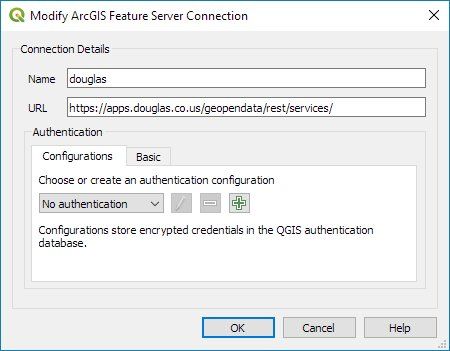 Modify ArcGIS Feature Server Connection
Connection Details
Name douglas
URL https://apps.douglas.co.us/geopendata/rest/services/
Authentication
Configurations Basic
Choose or create an authentication configuration
No authentication
Configurations store encrypted credentials in the QGIS authentication
database.
OK Cancel Help